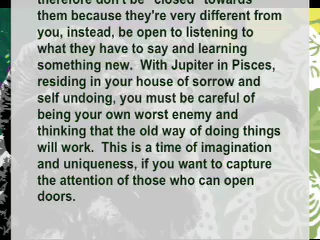 therefore don't be "closed" towards
them because they're very different from
you, instead, be open to listening to
what they have to say and learning
something new.  With Jupiter in Pisces,
residing in your house of sorrow and
self undoing, you must be careful of
being your own worst enemy and
thinking that the old way of doing things
will work.  This is a time of imagination
and uniqueness, if you want to capture
the attention of those who can open
doors.